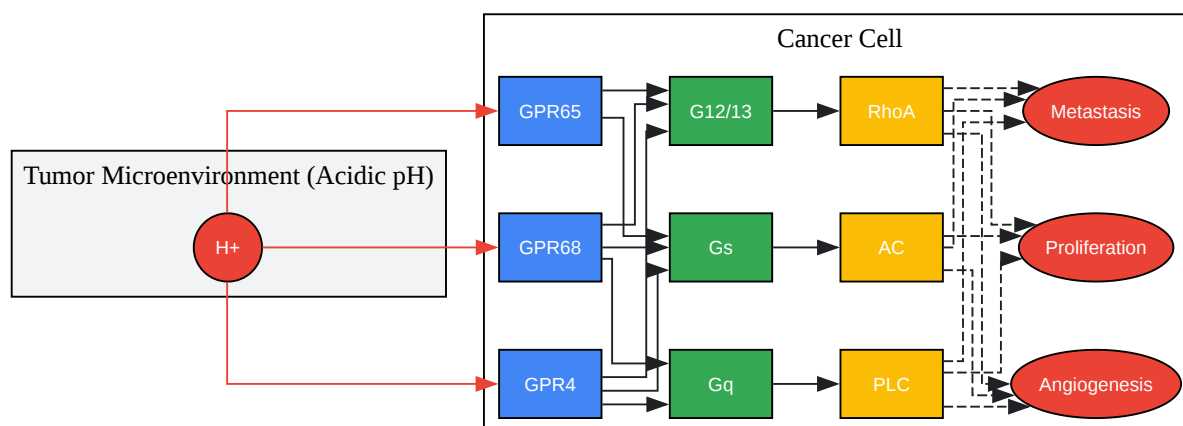 Cancer Cell
GPR65
G12/13
RhoA
Metastasis
Tumor Microenvironment (Acidic pH)
H+
GPR68
Gs
AC
Proliferation
GPR4
Gq
PLC
Angiogenesis